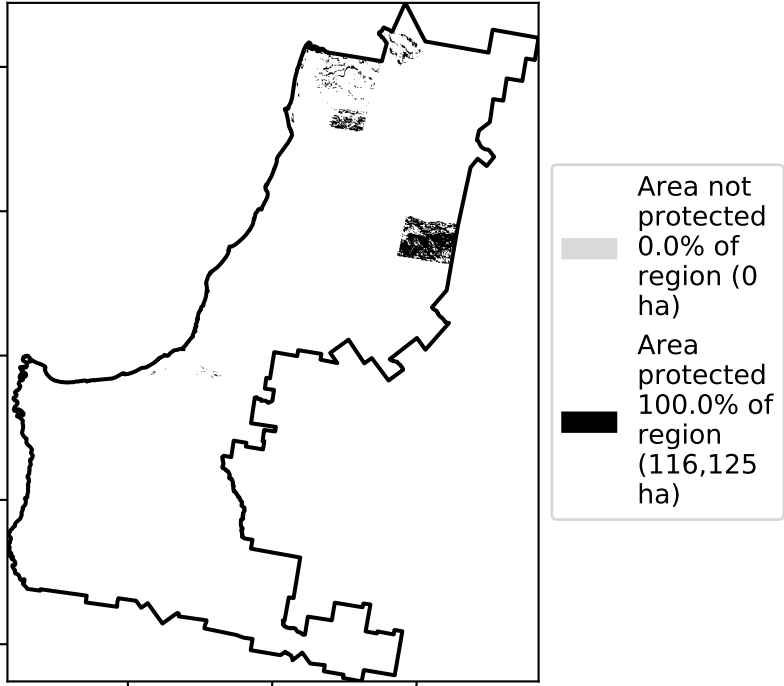 Area not
protected
0.0% of
region (0
ha)
Area
protected
100.0% of
region
(116,125
ha)